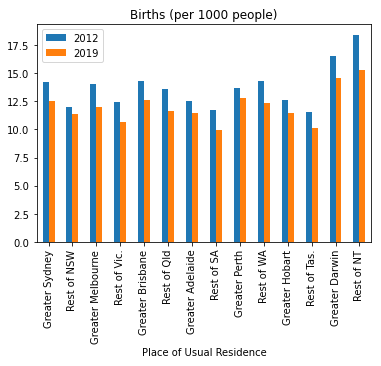 Births (per 1000 people)
2012
2019
17.5
15.0
12.5
10.0
7.5
5.0
2.5
0.0
Greater Sydney
Rest of NSW
Greater Melbourne
Rest of Vic.
Greater Brisbane
Rest of Qld
Greater Adelaide
Rest of SA
Greater Perth
Rest of WA
Greater Hobart
Rest of Tas.
Greater Darwin
Rest of NT
Place of Usual Residence